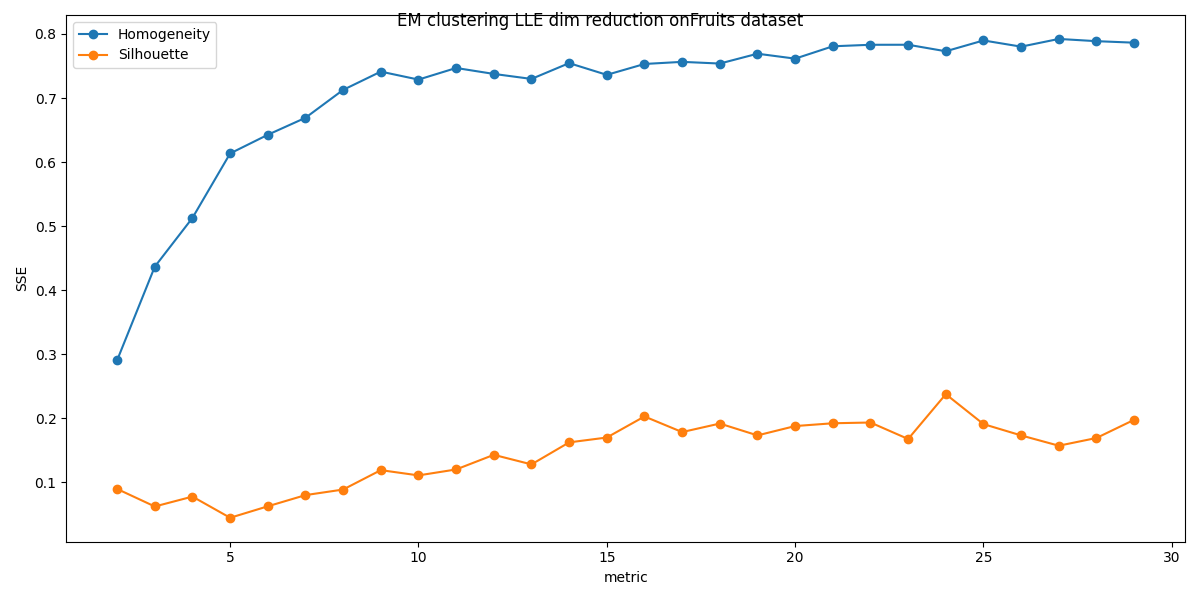 EM clustering LLE dim reduction onFruits dataset
Homogeneity
Silhouette
SSE
0.8
0.7
0.6
0.5
0.4
0.3
0.2
0.1
5 10 15 20 25 30
metric